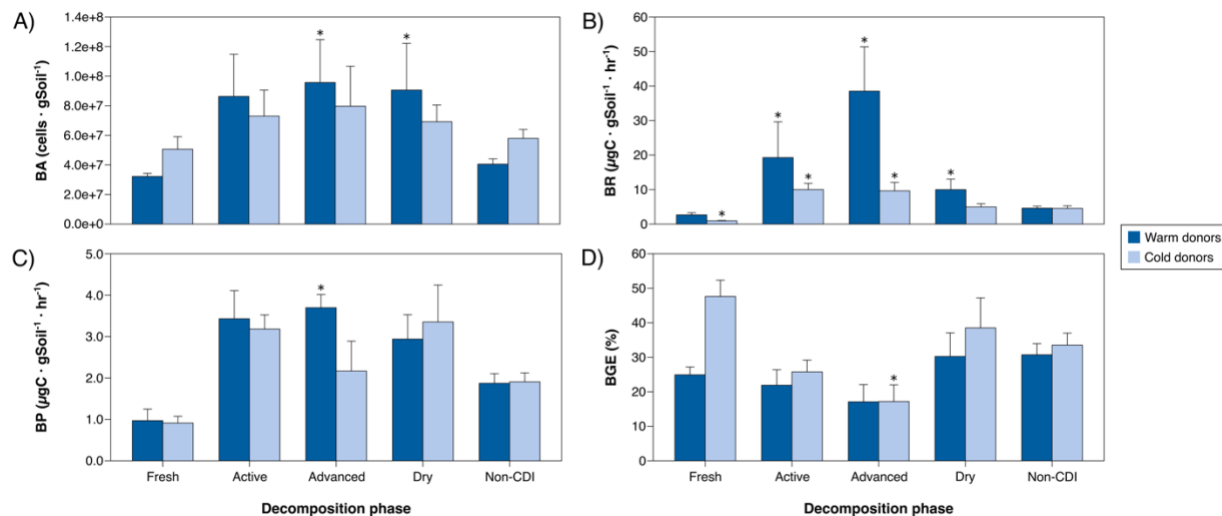 A)
BA (cells · gSoil⁻¹)
1.4e+8
1.2e+8
1.0e+8
8.0e+7
6.0e+7
4.0e+7
2.0e+7
0.0e+0
* *
B)
BR (µgC · gSoil⁻¹ · hr⁻¹)
60
50
40
30
20
10
0
* * * * * *
C)
BP (µgC · gSoil⁻¹ · hr⁻¹)
5.0
4.0
3.0
2.0
1.0
0.0
*
Fresh Active Advanced Dry Non-CDI
Decomposition phase
D)
BGE (%)
60
50
40
30
20
10
0
*
Fresh Active Advanced Dry Non-CDI
Decomposition phase
Warm donors
Cold donors